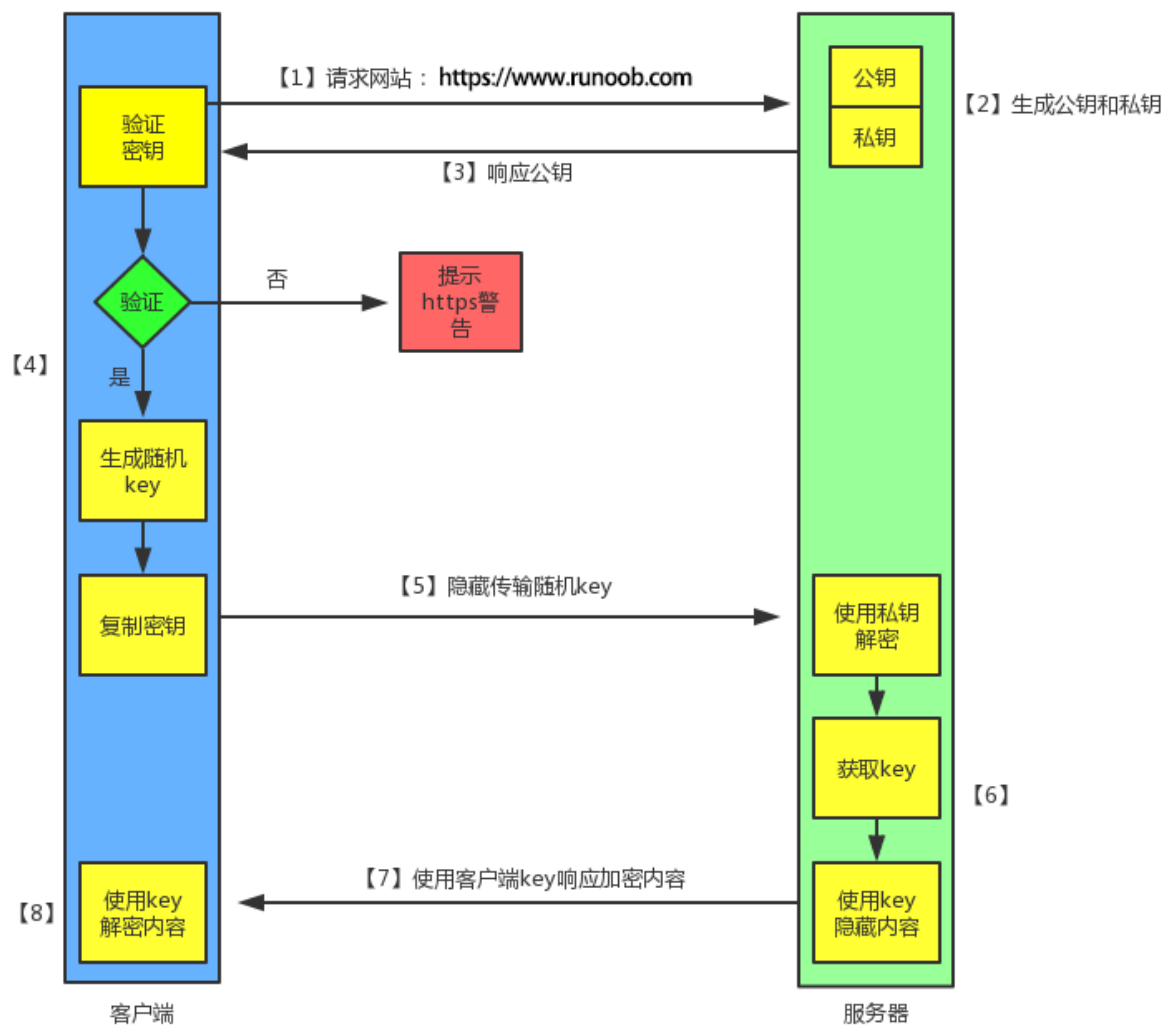 【1】请求网站： https://www.runoob.com
公钥
私钥
【2】生成公钥和私钥
验证
密钥
【3】响应公钥
验证
否
提示
https警
告
【4】
是
生成随机
key
复制密钥
【5】隐藏传输随机key
使用私钥
解密
获取key
【6】
【7】使用客户端key响应加密内容
【8】
使用key
解密内容
使用key
隐藏内容
客户端
服务器